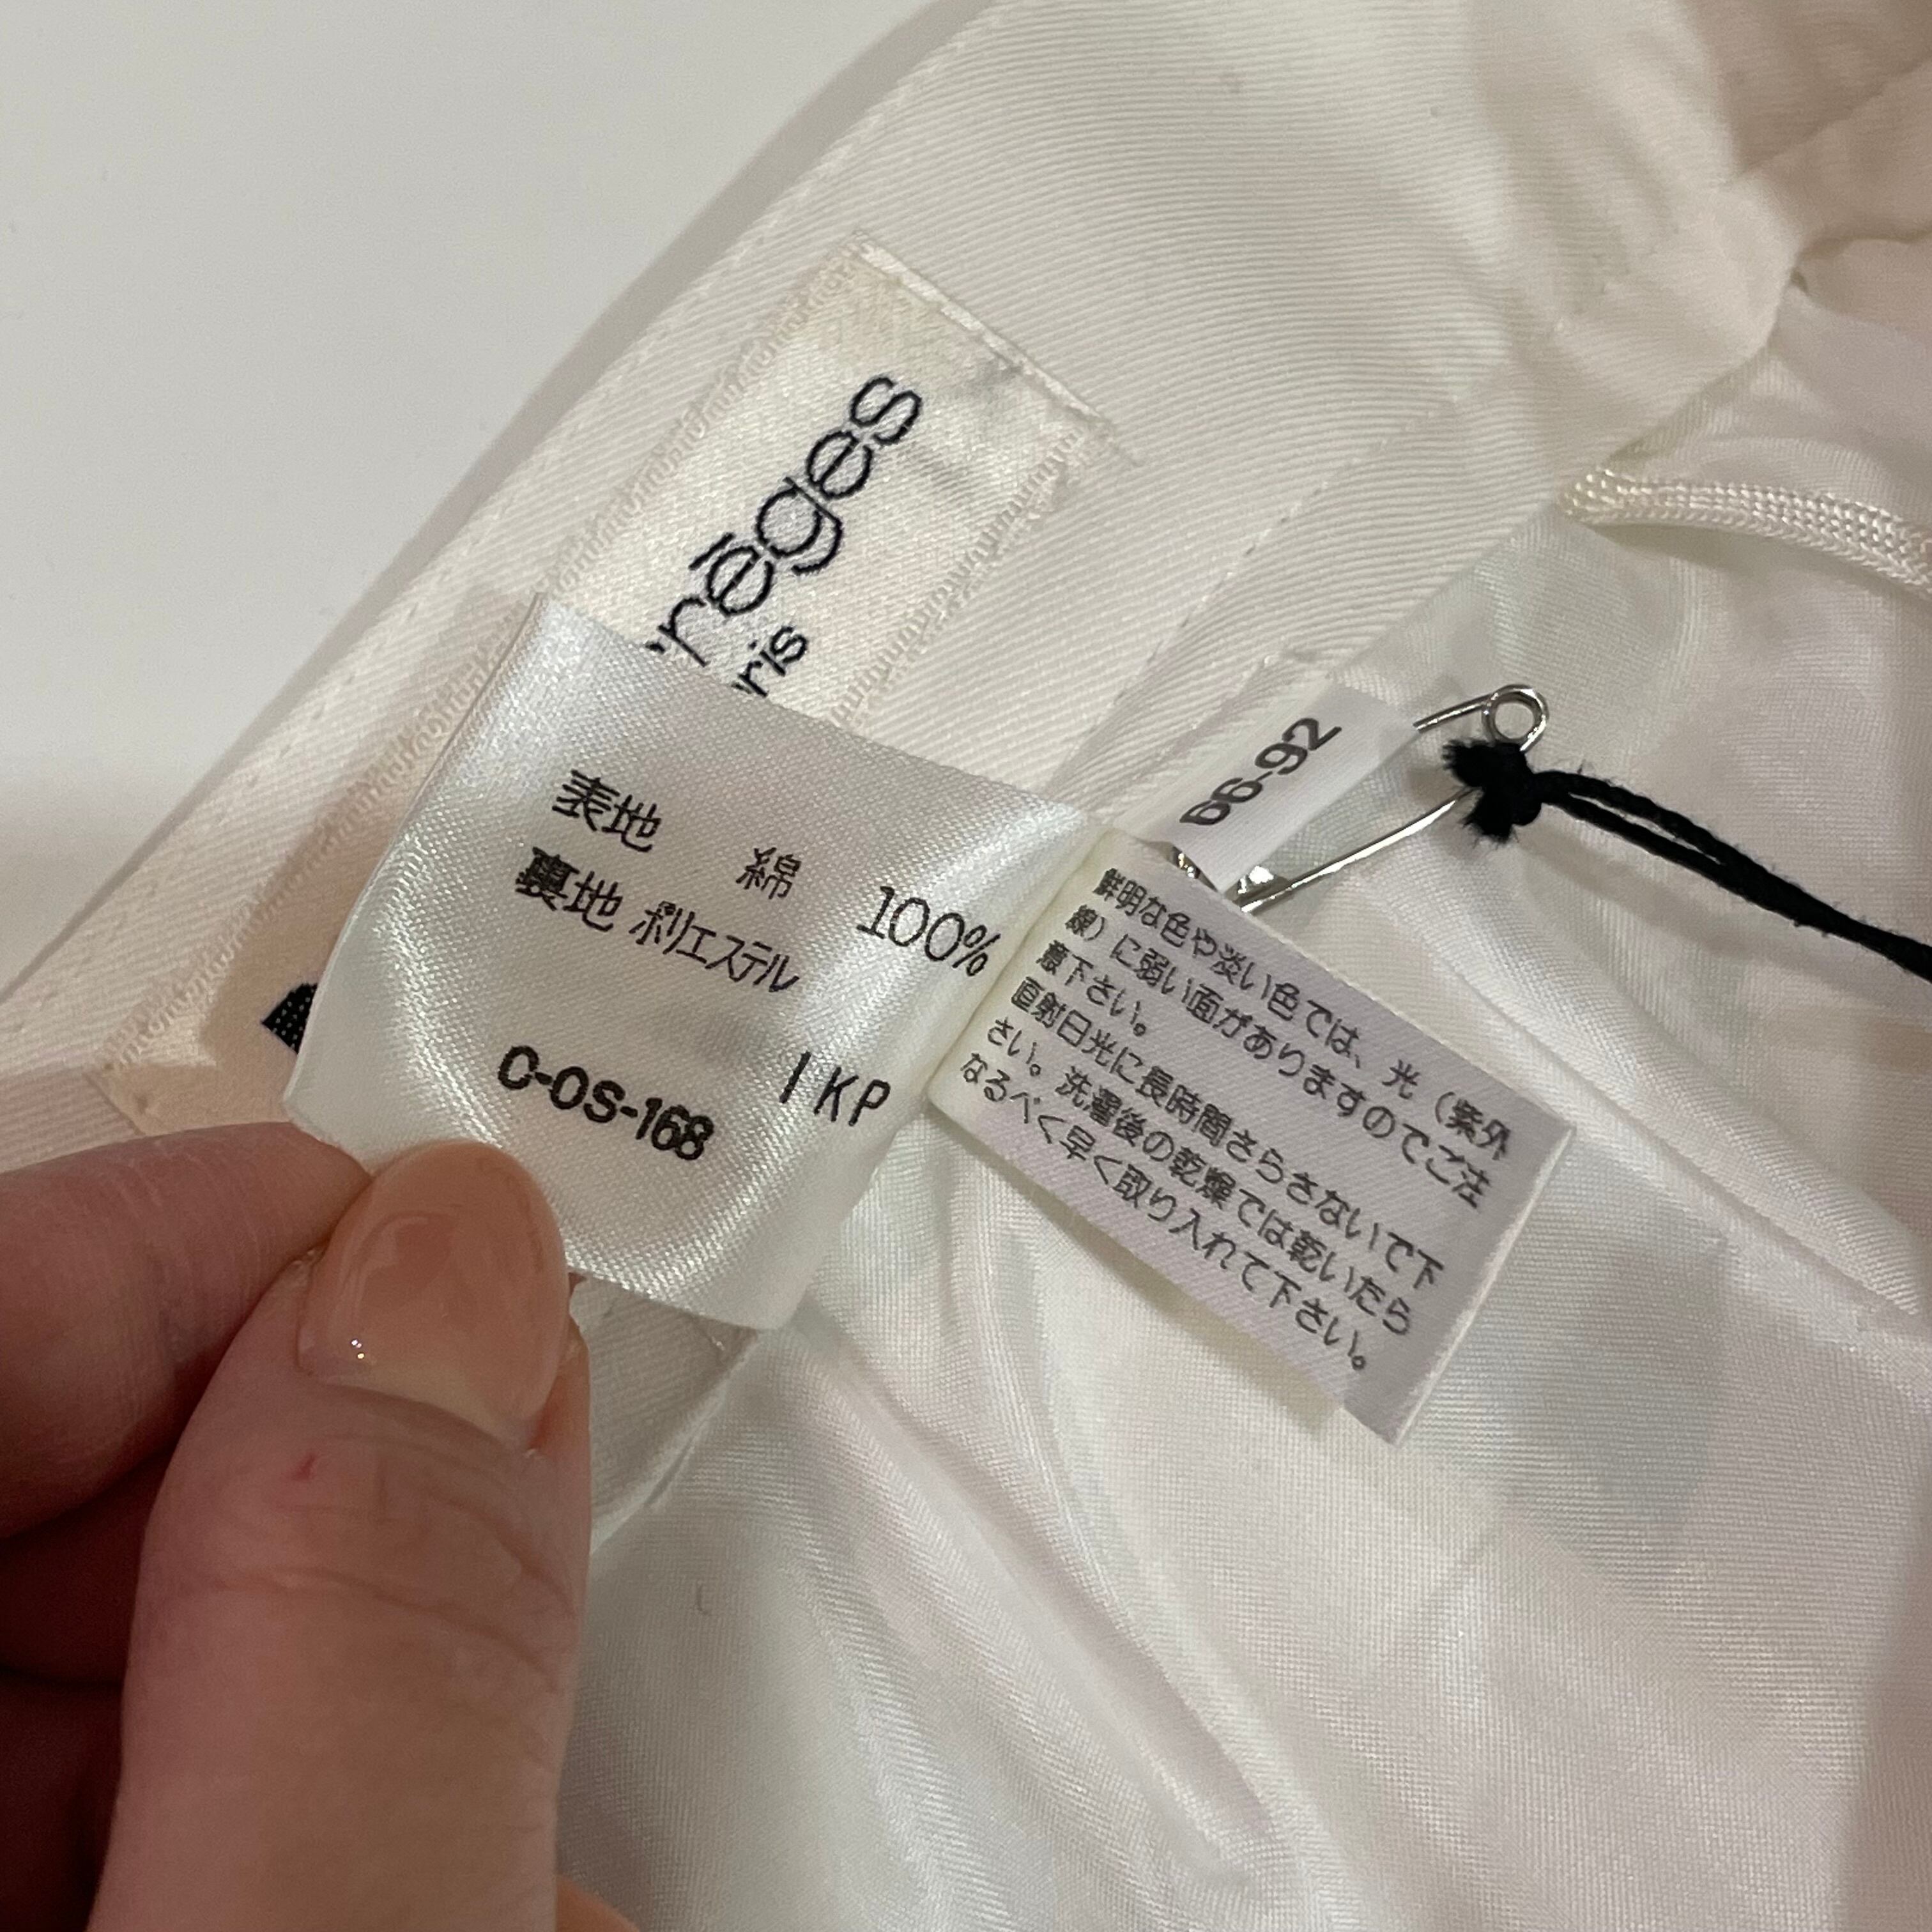 rēges
ris
66-92
表地 綿 100%
裏地 ポリエステル
I KP
C-OS-168
鮮明な色や淡い色では、光（紫外
線）に弱い面がありますのでご注
意下さい。
直射日光に長時間さらさないで下
さい。洗濯後の乾燥では乾いたら
なるべく早く取り入れて下さい。